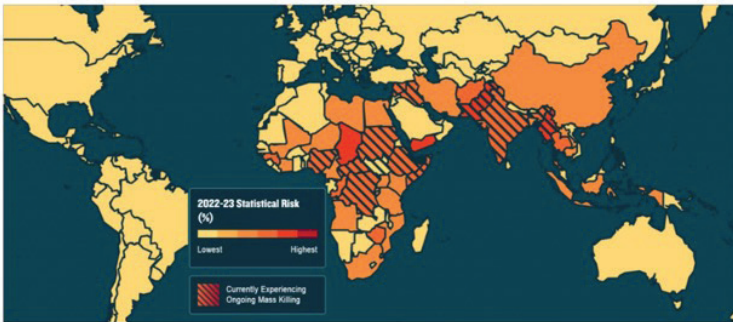 2022-23 Statistical Risk
(%)
Lowest Highest
Currently Experiencing
Ongoing Mass Killing